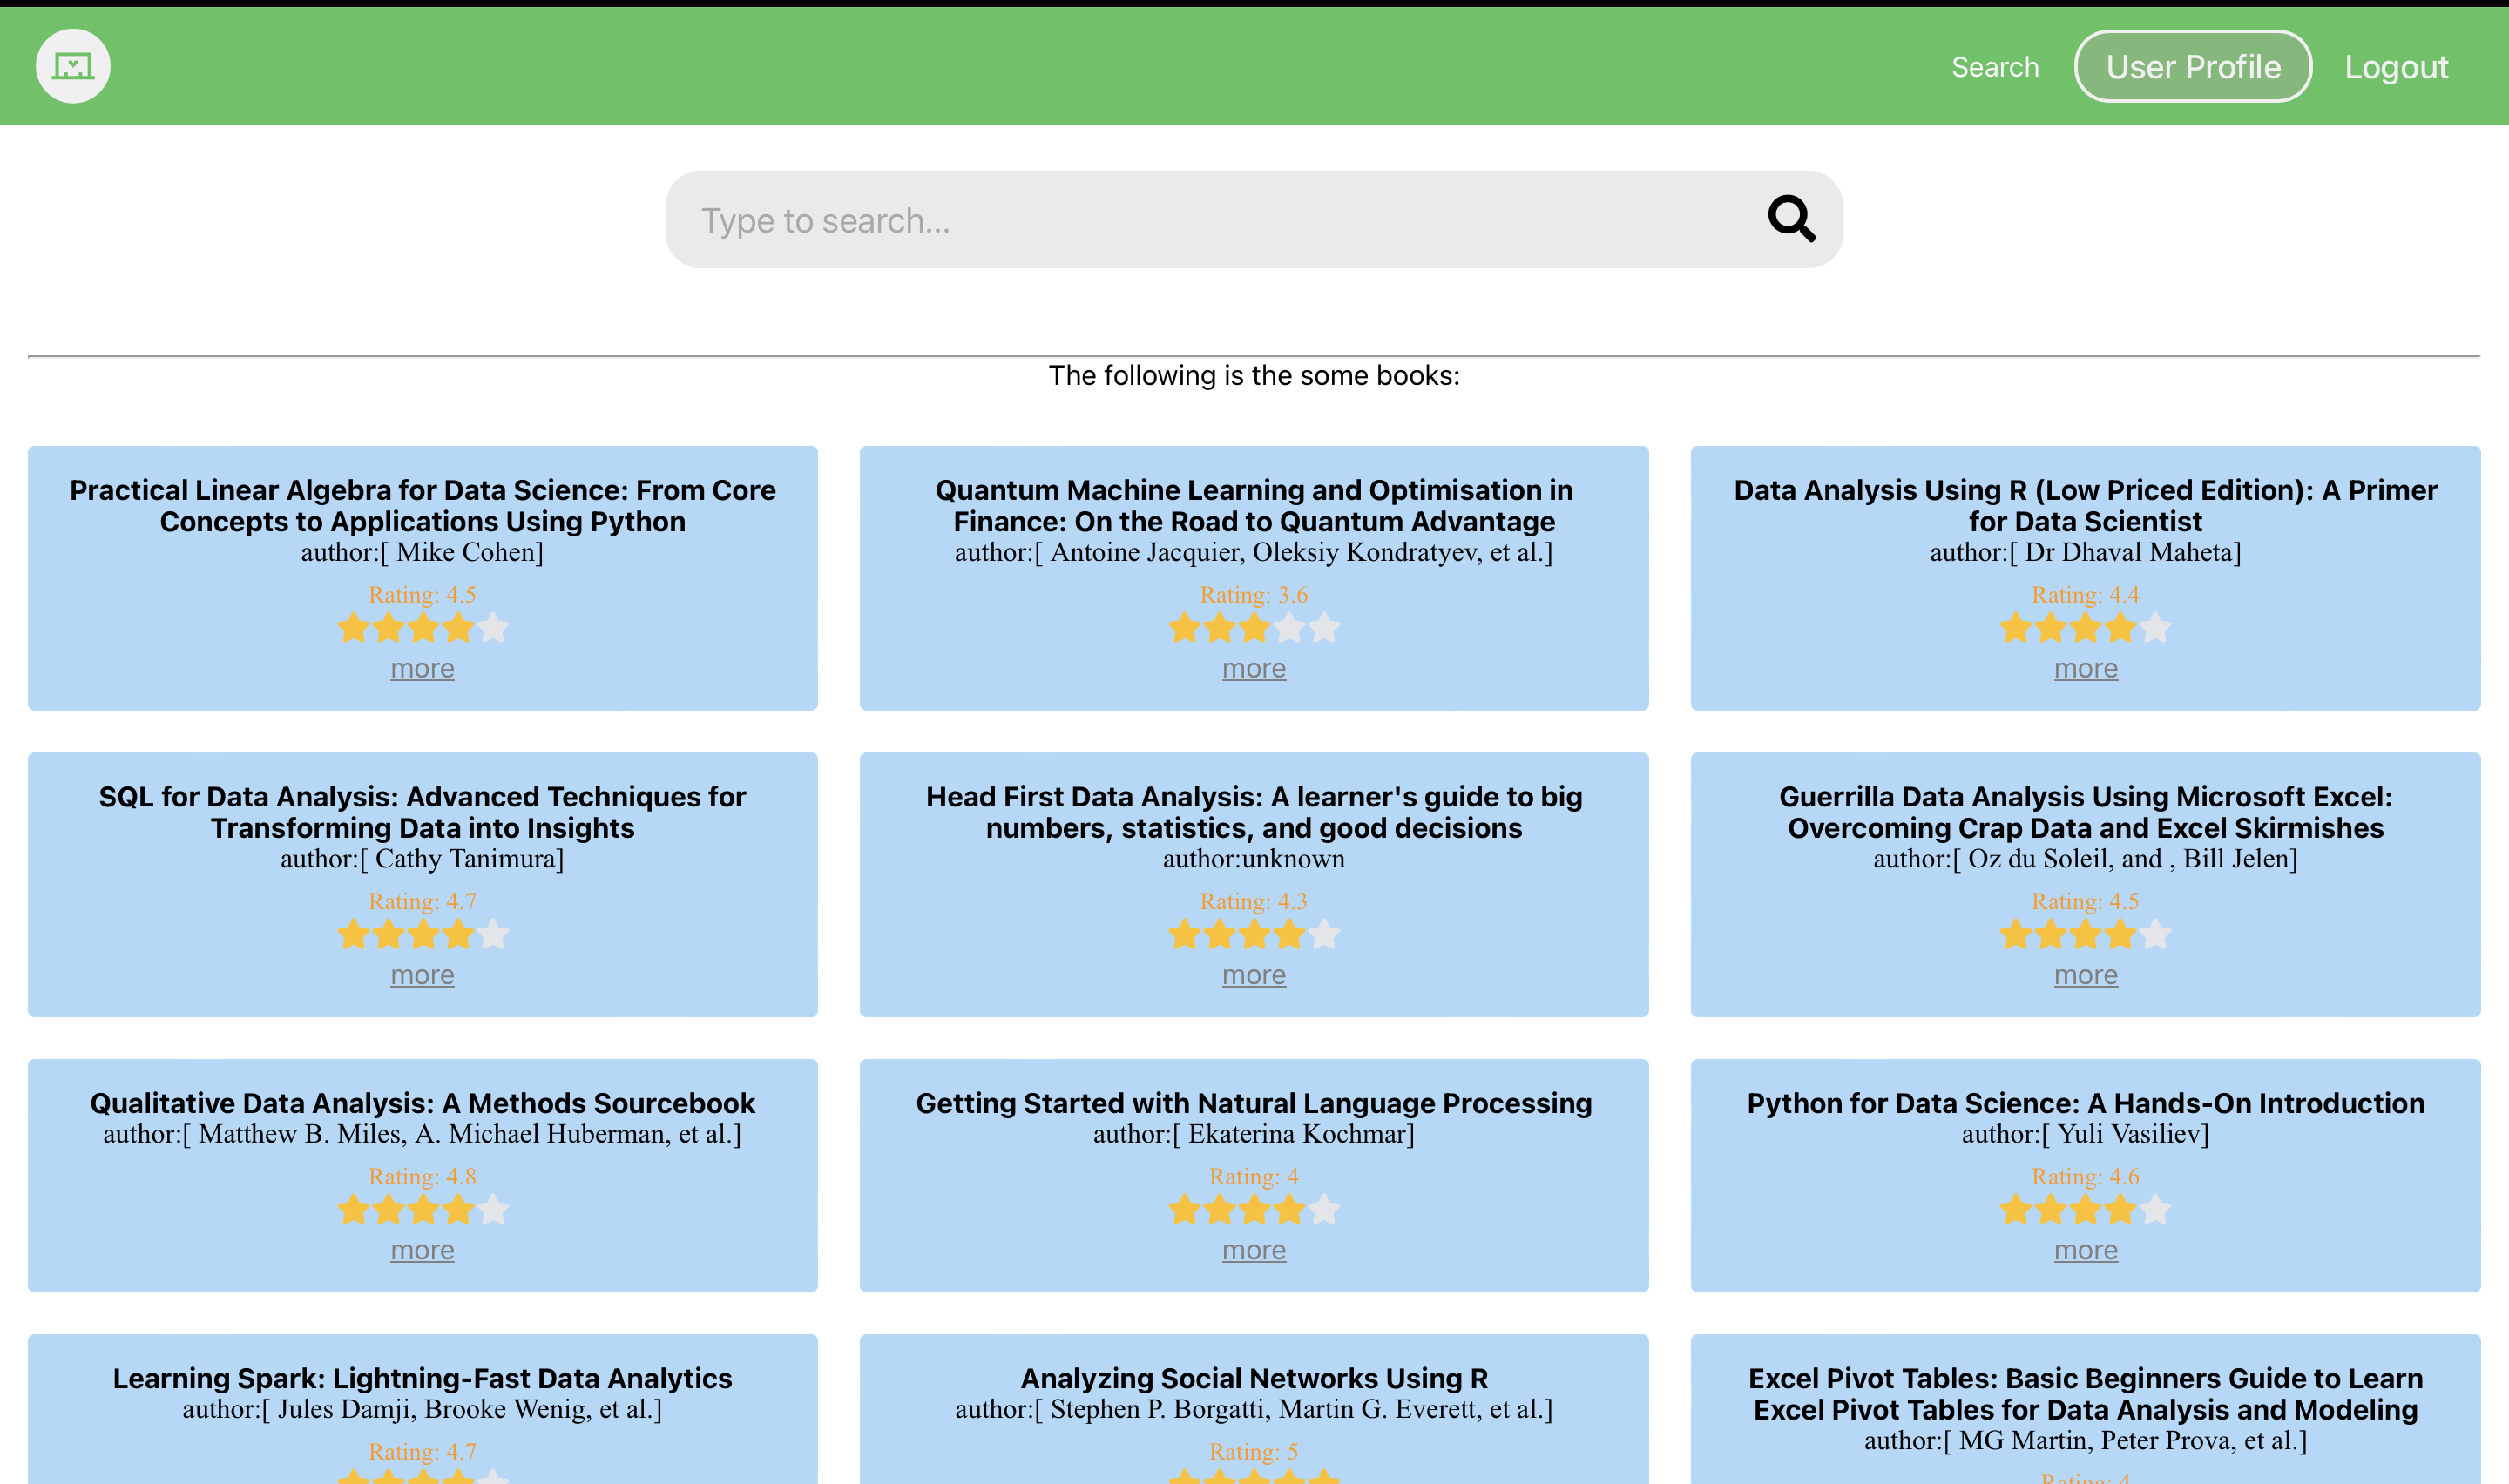 Search
User Profile
Logout
Type to search...
The following is the some books:
Practical Linear Algebra for Data Science: From Core
Concepts to Applications Using Python
author:[ Mike Cohen]
Rating: 4.5
more
Quantum Machine Learning and Optimisation in
Finance: On the Road to Quantum Advantage
author:[ Antoine Jacquier, Oleksiy Kondratyev, et al.]
Rating: 3.6
more
Data Analysis Using R (Low Priced Edition): A Primer
for Data Scientist
author:[ Dr Dhaval Maheta]
Rating: 4.4
more
SQL for Data Analysis: Advanced Techniques for
Transforming Data into Insights
author:[ Cathy Tanimura]
Rating: 4.7
more
Head First Data Analysis: A learner's guide to big
numbers, statistics, and good decisions
author:unknown
Rating: 4.3
more
Guerrilla Data Analysis Using Microsoft Excel:
Overcoming Crap Data and Excel Skirmishes
author:[ Oz du Soleil, and , Bill Jelen]
Rating: 4.5
more
Qualitative Data Analysis: A Methods Sourcebook
author:[ Matthew B. Miles, A. Michael Huberman, et al.]
Rating: 4.8
more
Getting Started with Natural Language Processing
author:[ Ekaterina Kochmar]
Rating: 4
more
Python for Data Science: A Hands-On Introduction
author:[ Yuli Vasiliev]
Rating: 4.6
more
Learning Spark: Lightning-Fast Data Analytics
author:[ Jules Damji, Brooke Wenig, et al.]
Rating: 4.7
Analyzing Social Networks Using R
author:[ Stephen P. Borgatti, Martin G. Everett, et al.]
Rating: 5
Excel Pivot Tables: Basic Beginners Guide to Learn
Excel Pivot Tables for Data Analysis and Modeling
author:[ MG Martin, Peter Prova, et al.]
Rating: 4